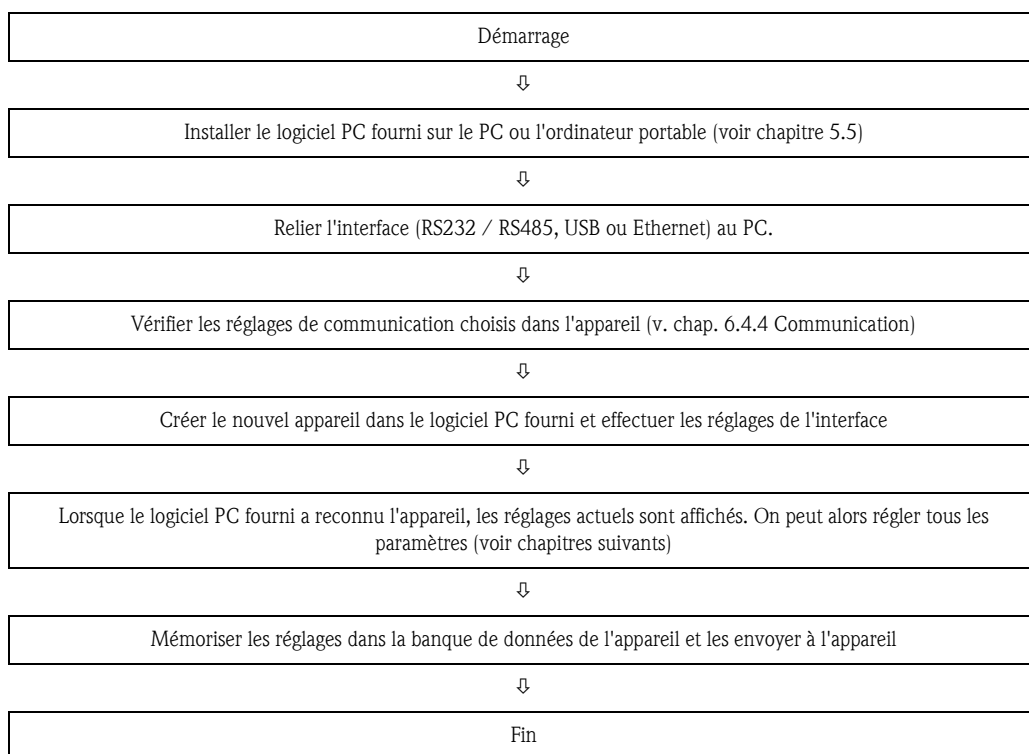 Démarrage
⇩
Installer le logiciel PC fourni sur le PC ou l'ordinateur portable (voir chapitre 5.5)
⇩
Relier l'interface (RS232 / RS485, USB ou Ethernet) au PC.
⇩
Vérifier les réglages de communication choisis dans l'appareil (v. chap. 6.4.4 Communication)
⇩
Créer le nouvel appareil dans le logiciel PC fourni et effectuer les réglages de l'interface
⇩
Lorsque le logiciel PC fourni a reconnu l'appareil, les réglages actuels sont affichés. On peut alors régler tous les
paramètres (voir chapitres suivants)
⇩
Mémoriser les réglages dans la banque de données de l'appareil et les envoyer à l'appareil
⇩
Fin